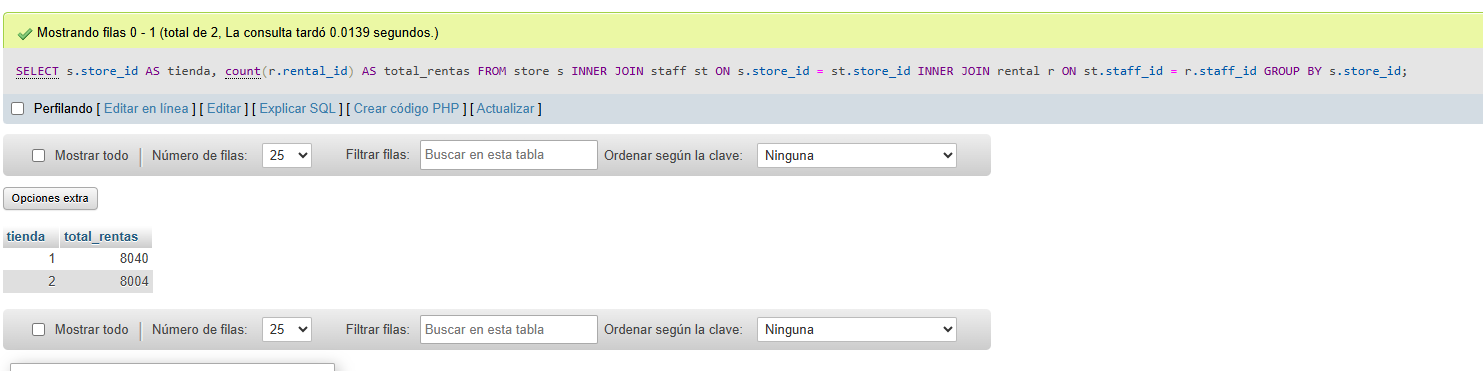 Mostrando filas 0 - 1 (total de 2, La consulta tardó 0.0139 segundos.)
SELECT s.store_id AS tienda, count(r.rental_id) AS total_rentas FROM store s INNER JOIN staff st ON s.store_id = st.store_id INNER JOIN rental r ON st.staff_id = r.staff_id GROUP BY s.store_id;
Perfilando [ Editar en línea ] [ Editar ] [ Explicar SQL ] [ Crear código PHP ] [ Actualizar ]
Mostrar todo | Número de filas: 25 Filtrar filas: Buscar en esta tabla Ordenar según la clave: Ninguna
Opciones extra
tienda total_rentas
1 8040
2 8004
Mostrar todo | Número de filas: 25 Filtrar filas: Buscar en esta tabla Ordenar según la clave: Ninguna